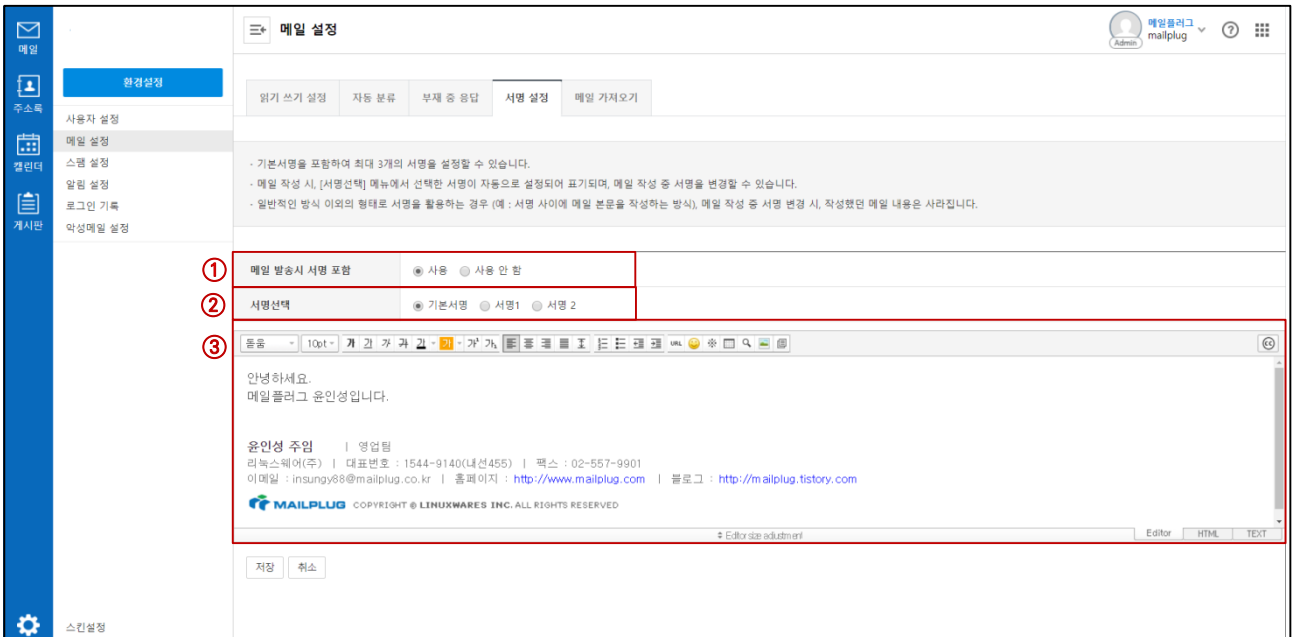 메일
주소록
캘린더
게시판
환경설정
사용자 설정
메일 설정
스팸 설정
알림 설정
로그인 기록
악성메일 설정
스킨설정
메일 설정
Admin
메일플러그
mailplug
읽기 쓰기 설정 자동 분류 부재 중 응답 서명 설정 메일 가져오기
- 기본서명을 포함하여 최대 3개의 서명을 설정할 수 있습니다.
- 메일 작성 시, [서명선택] 메뉴에서 선택한 서명이 자동으로 설정되어 표기되며, 메일 작성 중 서명을 변경할 수 있습니다.
- 일반적인 방식 이외의 형태로 서명을 활용하는 경우 (예 : 서명 사이에 메일 본문을 작성하는 방식), 메일 작성 중 서명 변경 시, 작성했던 메일 내용은 사라집니다.
① 메일 발송시 서명 포함 사용 사용 안 함
② 서명선택 기본서명 서명1 서명 2
③ 돋움 10pt 가 가 가 가 가 가 가² 가₁ URL
안녕하세요.
메일플러그 윤인성입니다.
윤인성 주임 | 영업팀
리눅스웨어(주) | 대표번호 : 1544-9140(내선455) | 팩스 : 02-557-9901
이메일 : insungy88@mailplug.co.kr | 홈페이지 : http://www.mailplug.com | 블로그 : http://mailplug.tistory.com
MAILPLUG COPYRIGHT @ LINUXWARES INC. ALL RIGHTS RESERVED
Editor size adjustment Editor HTML TEXT
저장 취소